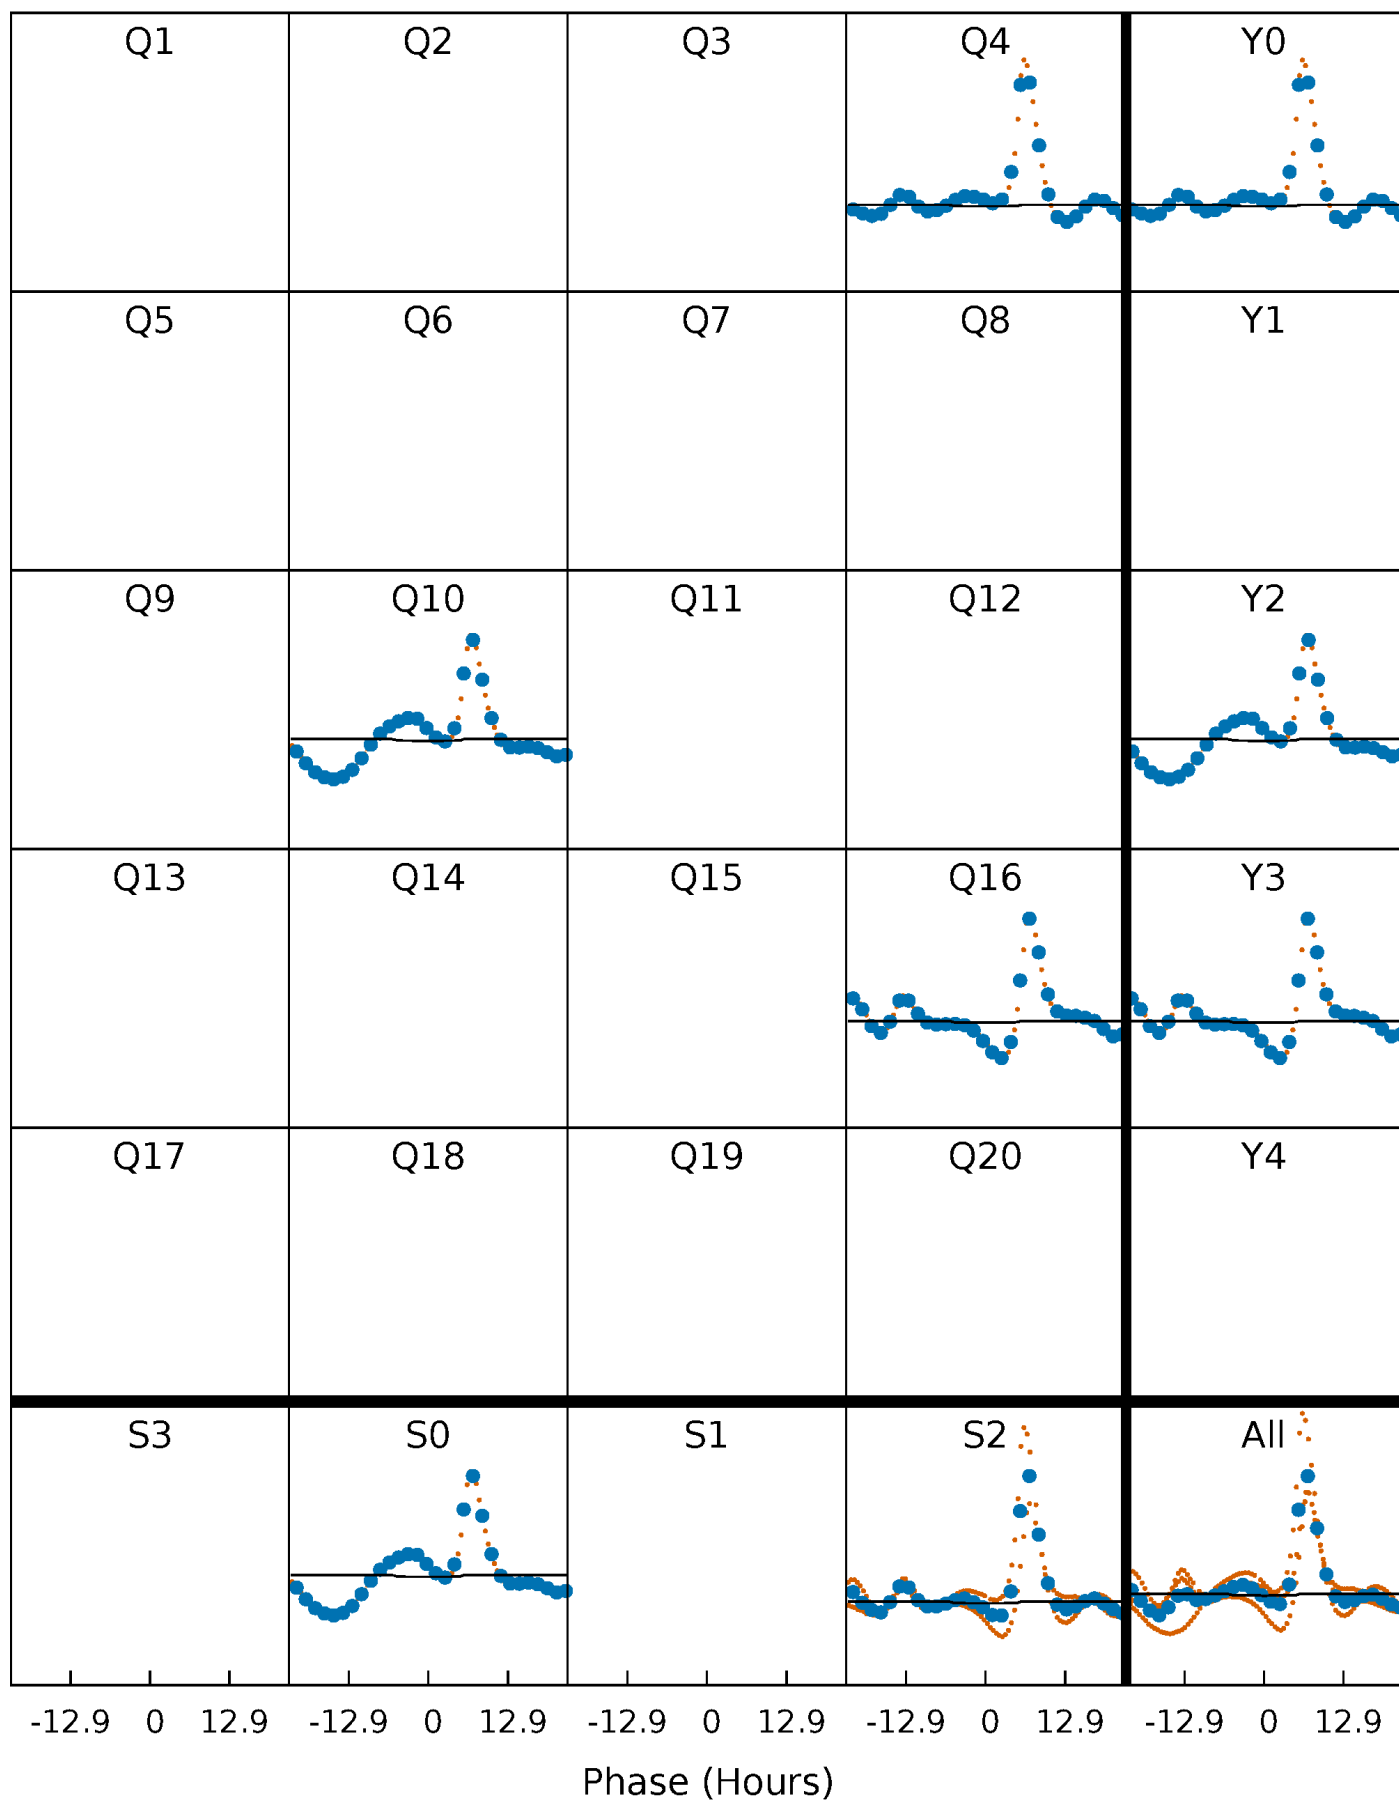 Q1 Q2 Q3 Q4 Y0
Q5 Q6 Q7 Q8 Y1
Q9 Q10 Q11 Q12 Y2
Q13 Q14 Q15 Q16 Y3
Q17 Q18 Q19 Q20 Y4
S3 S0 S1 S2 All
-12.9 0 12.9 -12.9 0 12.9 -12.9 0 12.9 -12.9 0 12.9 -12.9 0 12.9
Phase (Hours)